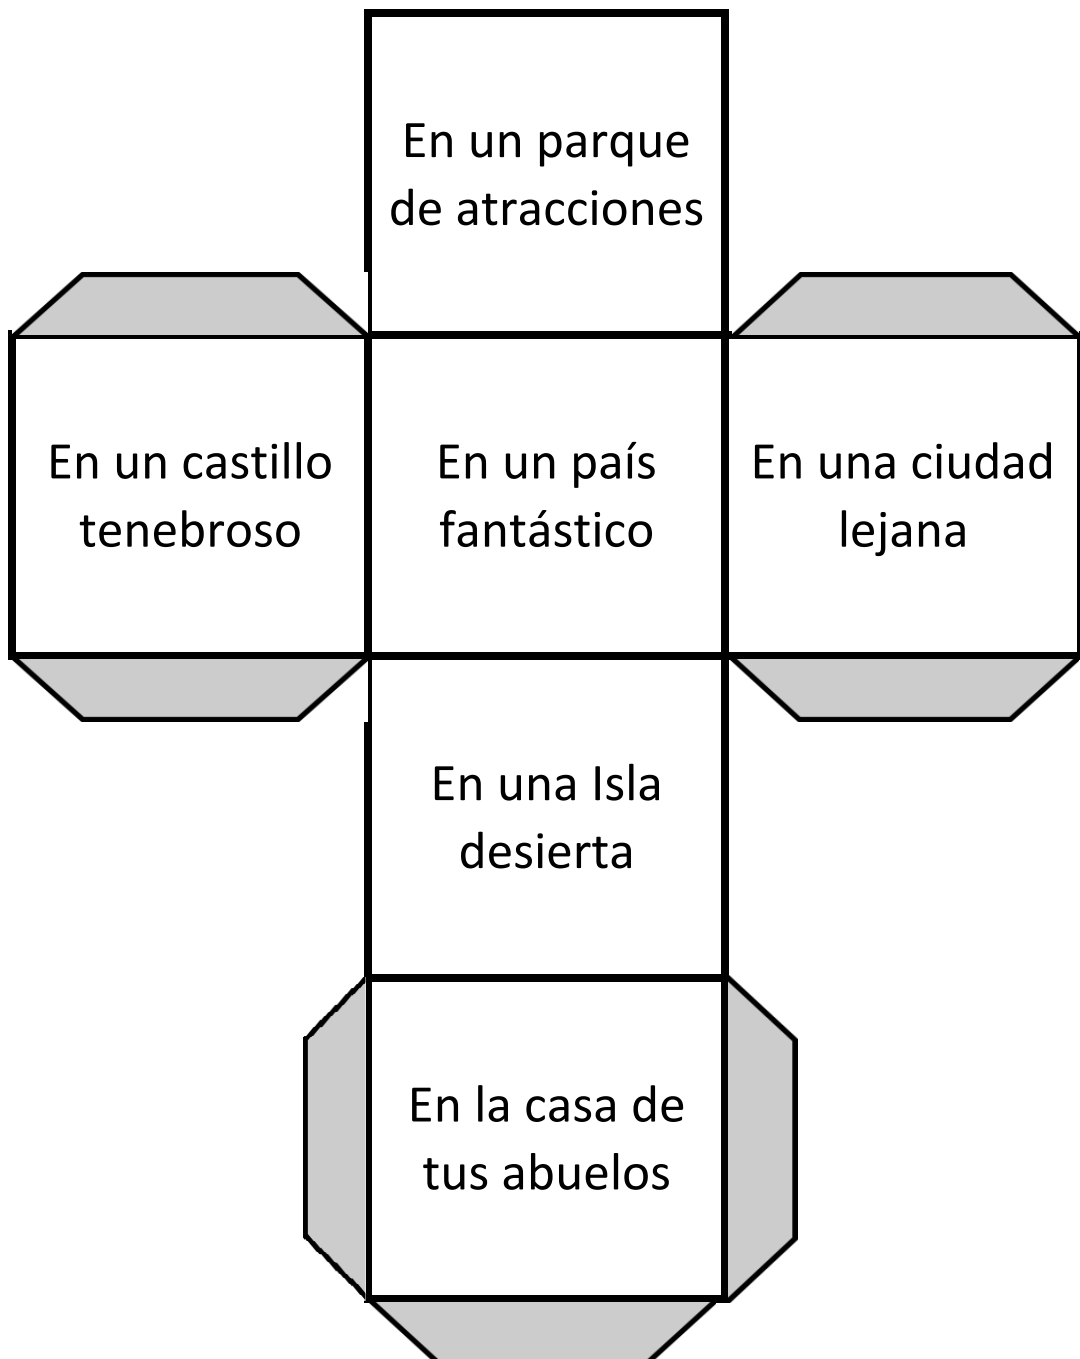 En un parque
de atracciones
En un castillo
tenebroso
En un país
fantástico
En una ciudad
lejana
En una Isla
desierta
En la casa de
tus abuelos